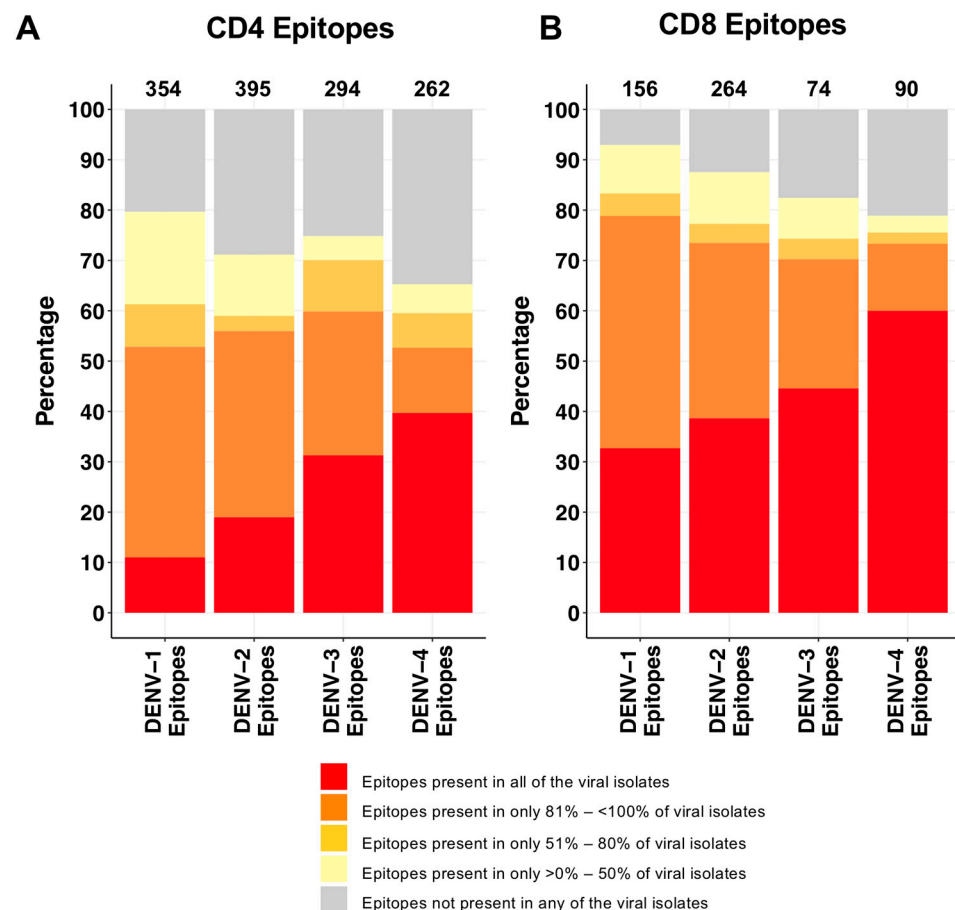 A
CD4 Epitopes
354 395 294 262
100
90
80
70
60
50
40
30
20
10
0
Percentage
DENV−1
Epitopes
DENV−2
Epitopes
DENV−3
Epitopes
DENV−4
Epitopes
B
CD8 Epitopes
156 264 74 90
100
90
80
70
60
50
40
30
20
10
0
Percentage
DENV−1
Epitopes
DENV−2
Epitopes
DENV−3
Epitopes
DENV−4
Epitopes
Epitopes present in all of the viral isolates
Epitopes present in only 81% – <100% of viral isolates
Epitopes present in only 51% – 80% of viral isolates
Epitopes present in only >0% – 50% of viral isolates
Epitopes not present in any of the viral isolates